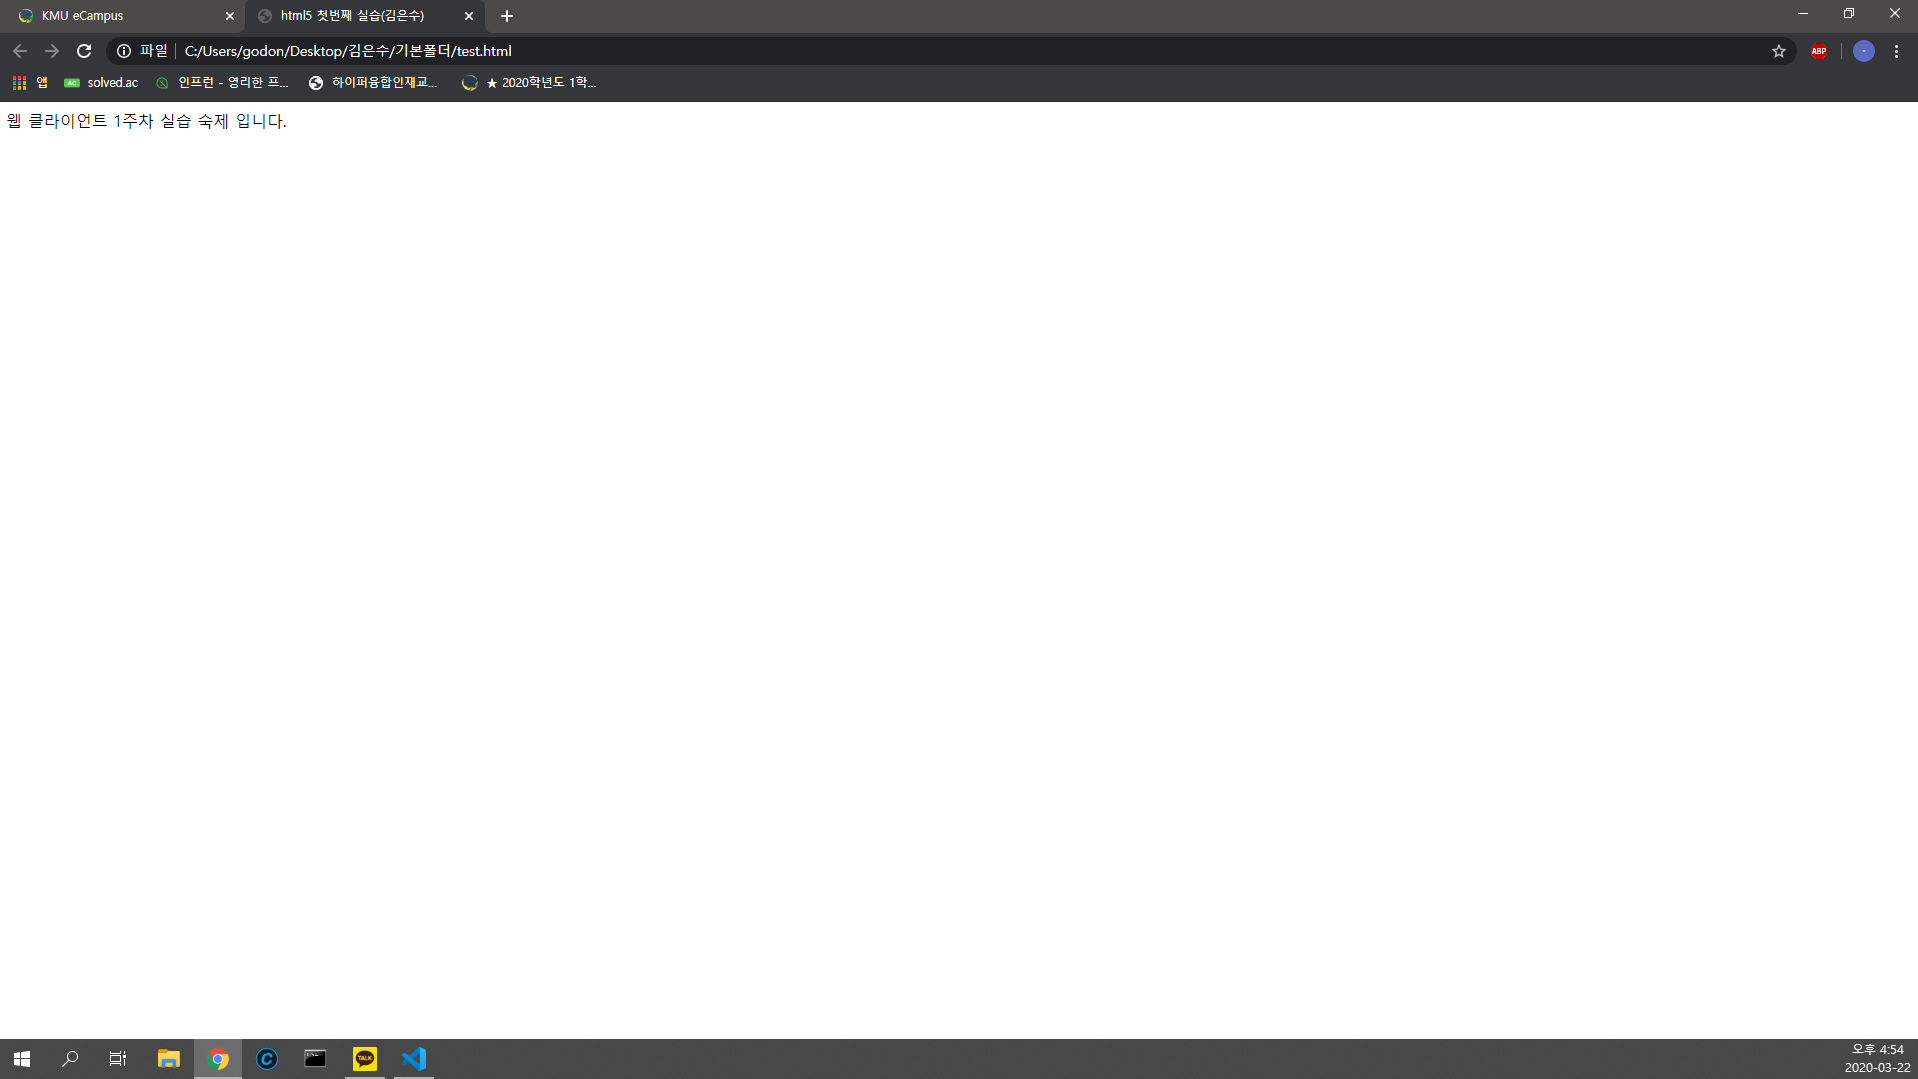 KMU eCampus
html5 첫번째 실습(김은수)
파일 C:/Users/godon/Desktop/김은수/기본폴더/test.html
ABP
앱 AC solved.ac 인프런 - 영리한 프... 하이퍼융합인재교... ★ 2020학년도 1학...
웹 클라이언트 1주차 실습 숙제 입니다.
TALK
오후 4:54
2020-03-22